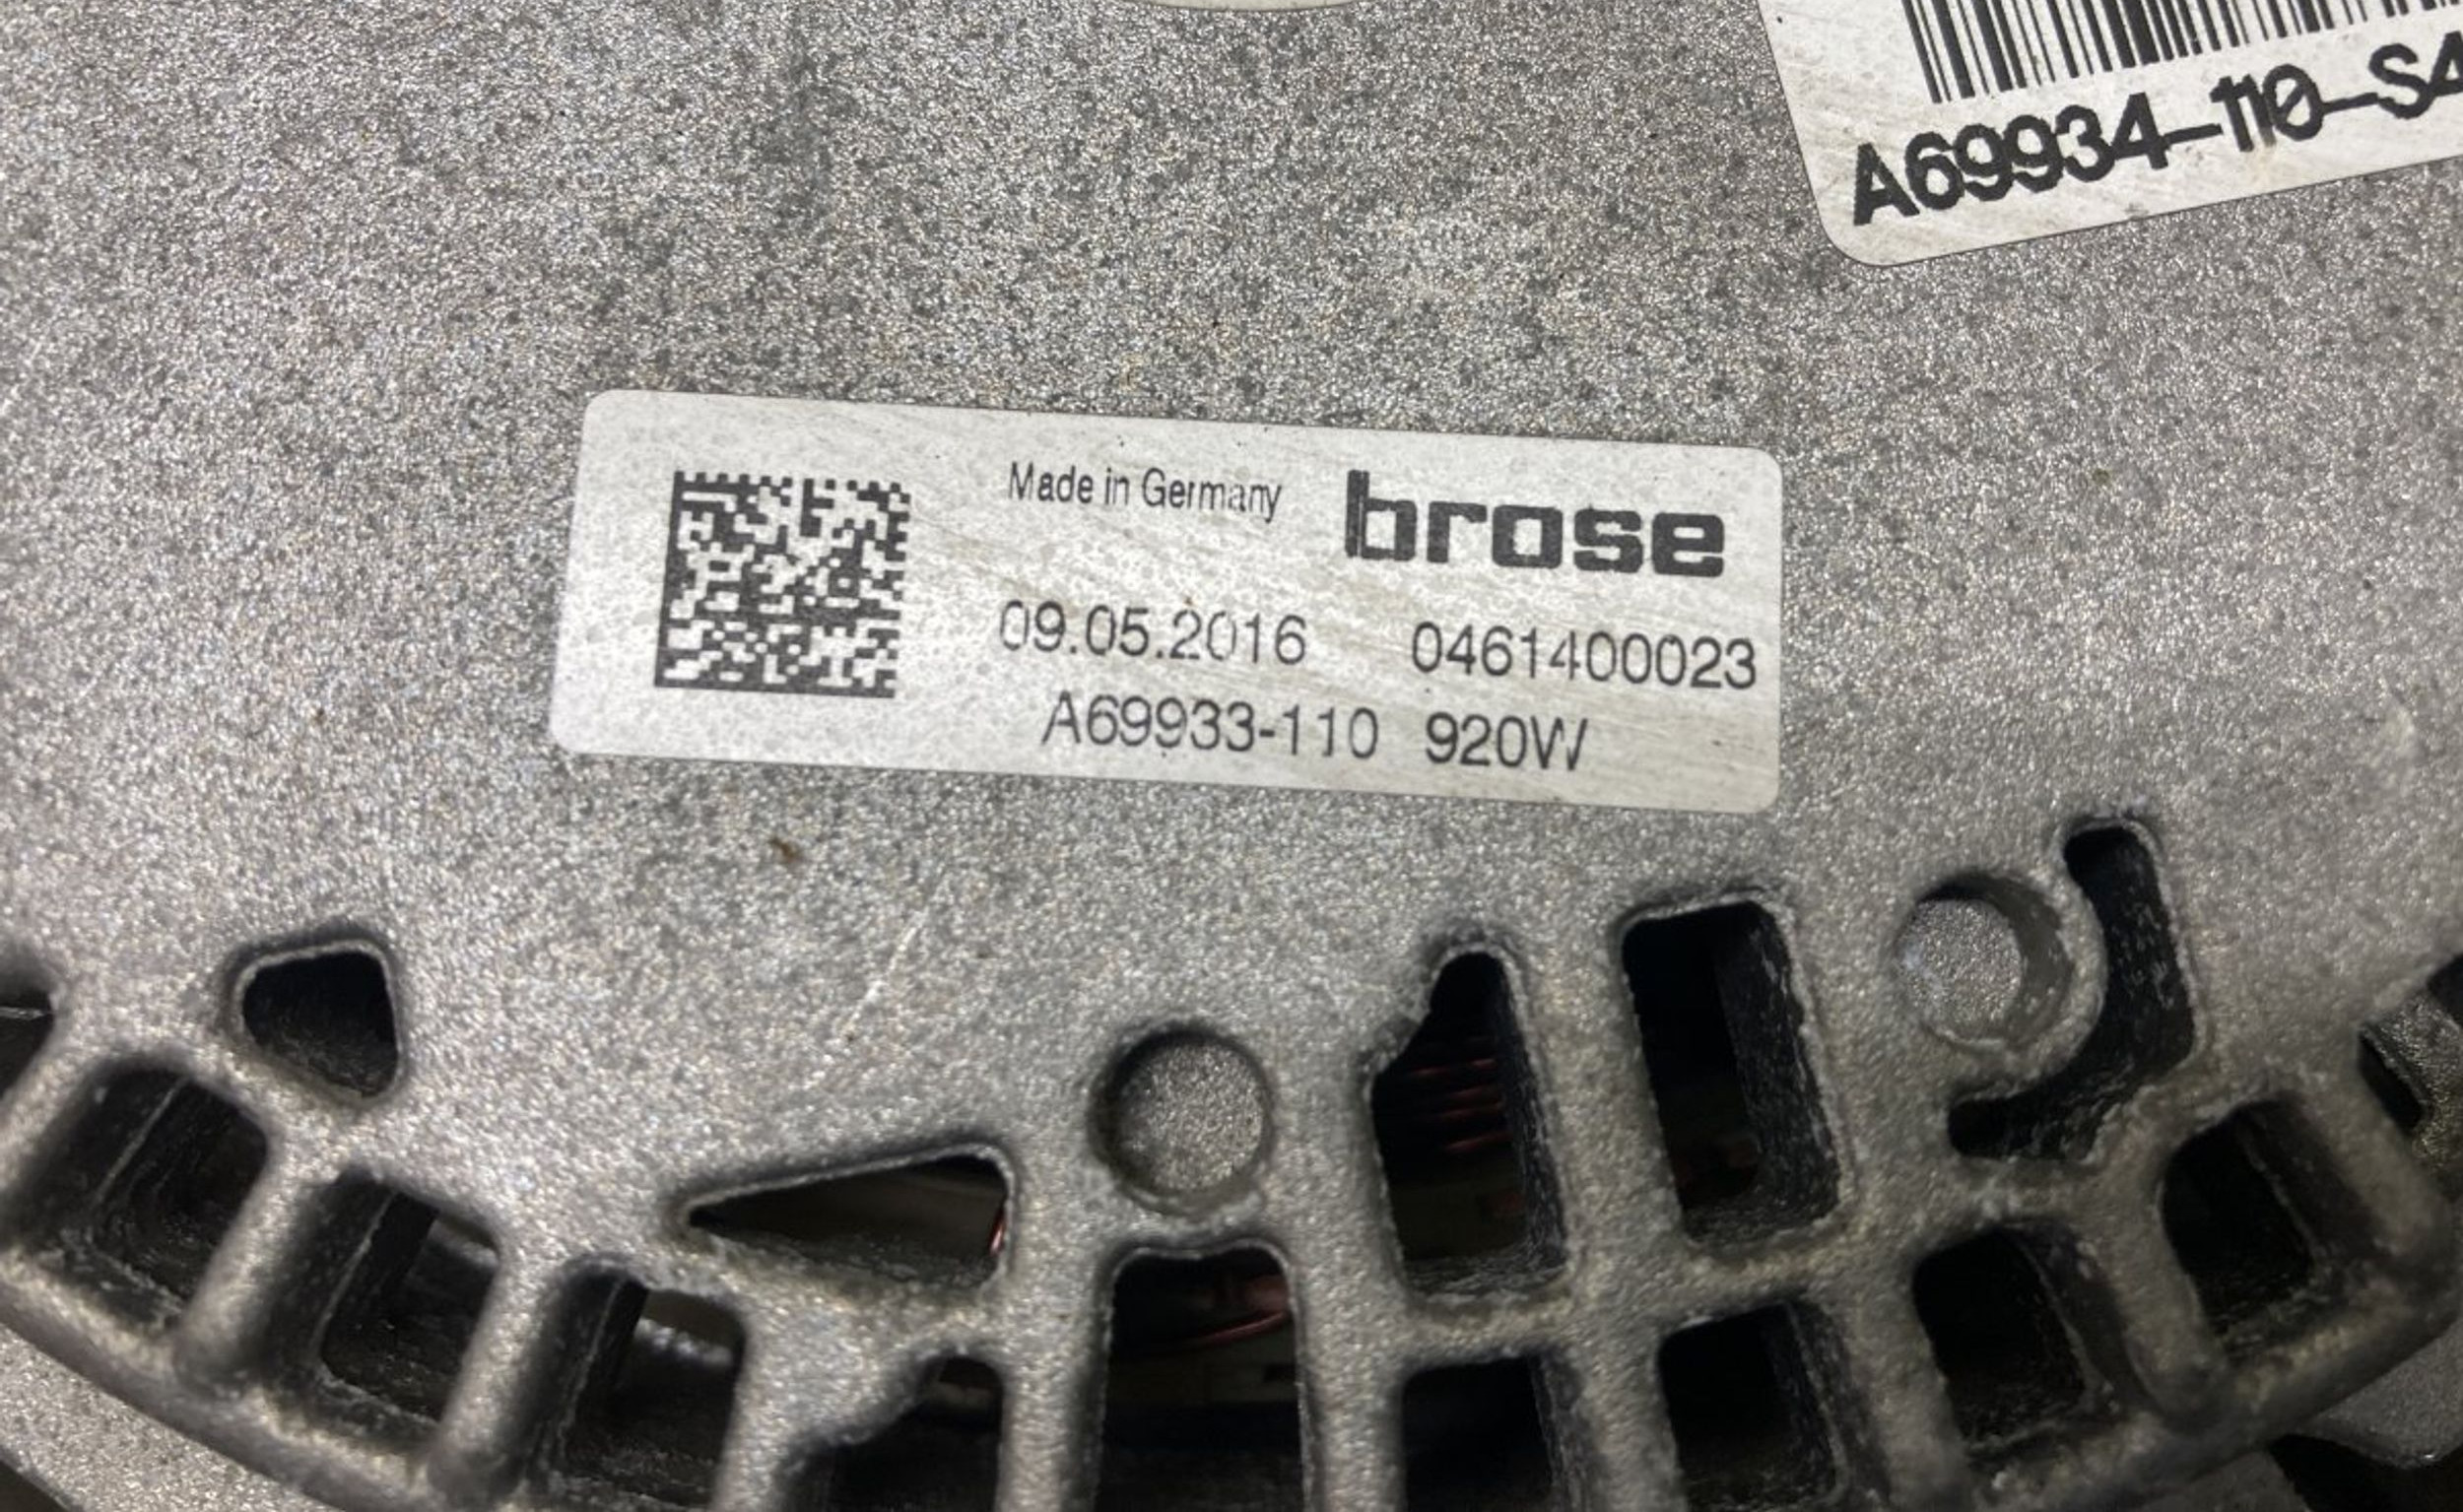 A69934-110-S4
Made in Germany brose
09.05.2016 0461400023
A69933-110 920W